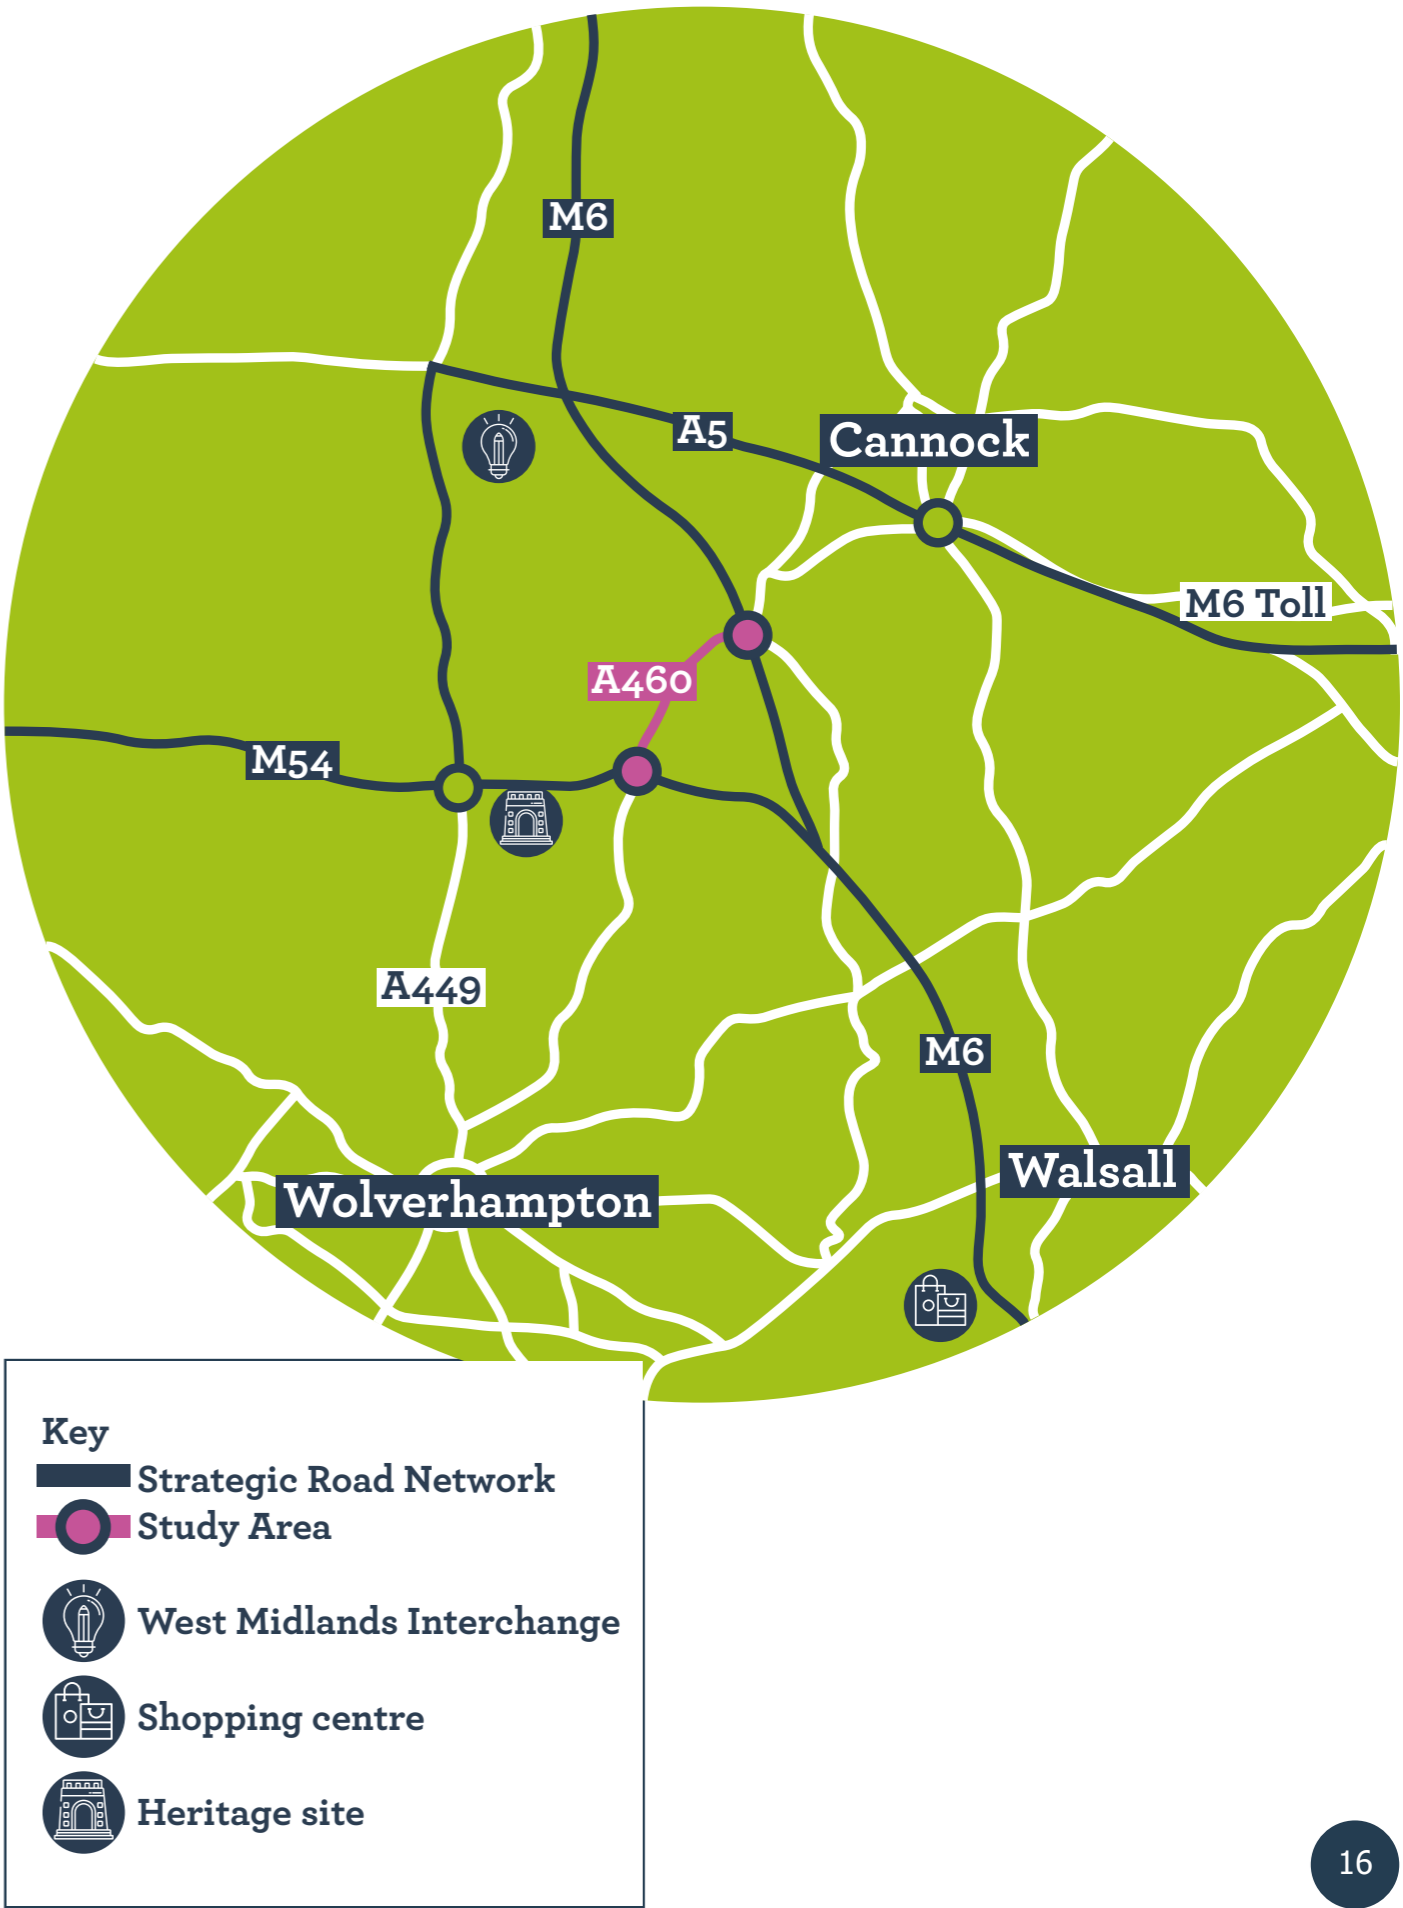 M6
A5
Cannock
M6 Toll
A460
M54
A449
M6
Walsall
Wolverhampton
Key
Strategic Road Network
Study Area
West Midlands Interchange
Shopping centre
Heritage site
16